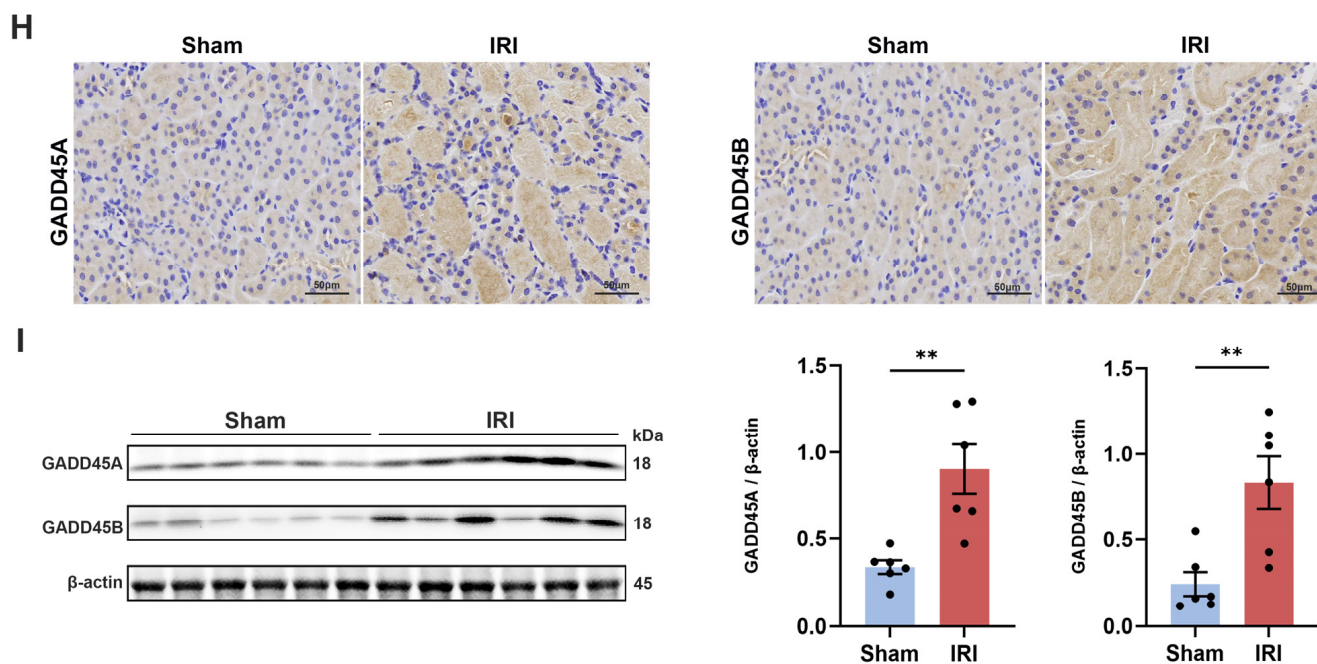 H
Sham IRI Sham IRI
GADD45A
50μm 50μm
GADD45B
50μm 50μm
I
Sham IRI kDa
GADD45A 18
GADD45B 18
β-actin 45
GADD45A / β-actin
1.5
1.0
0.5
0.0
**
Sham IRI
GADD45B / β-actin
1.5
1.0
0.5
0.0
**
Sham IRI